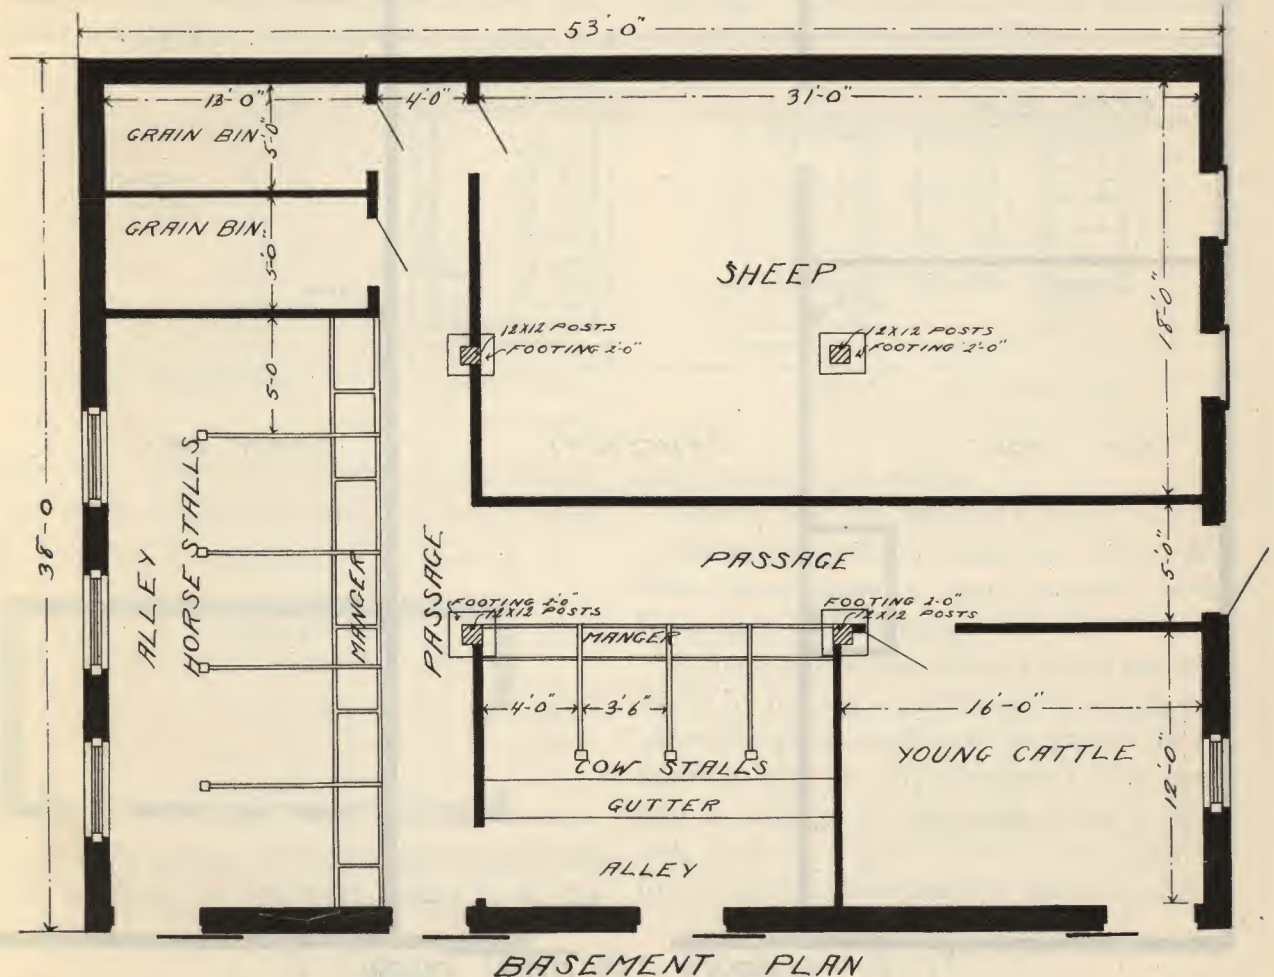 53'-0"
13'-0"
4'-0"
31'-0"
GRAIN BIN
5'-0"
GRAIN BIN.
5'-0
SHEEP
18'-0"
12X12 POSTS
FOOTING 2'-0"
12X12 POSTS
FOOTING 2'-0"
5-0
38-0
ALLEY
HORSE STALLS
MANGER
PASSAGE
PASSAGE
5'-0"
FOOTING 2'-0"
12X12 POSTS
FOOTING 2-0"
12X12 POSTS
MANGER
4'-0"
3'-6"
16'-0"
COW STALLS
YOUNG CATTLE
12'-0"
GUTTER
ALLEY
BASEMENT PLAN